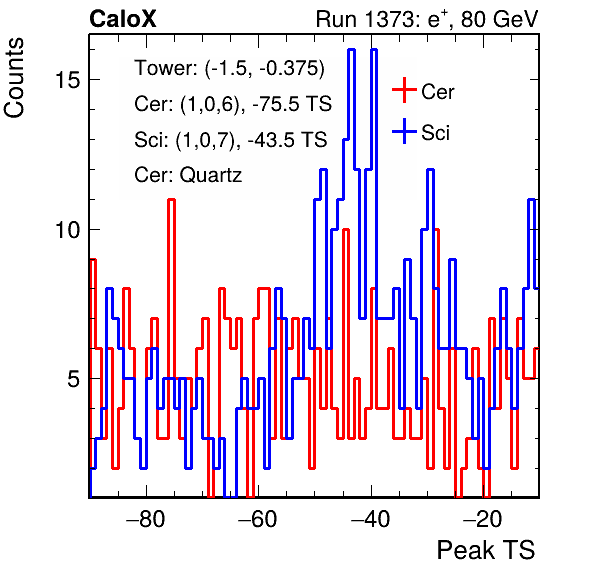 CaloX
Run 1373: e+, 80 GeV
Counts
Tower: (-1.5, -0.375)
Cer: (1,0,6), -75.5 TS
Sci: (1,0,7), -43.5 TS
Cer: Quartz
Cer
Sci
15
10
5
−80
−60
−40
−20
Peak TS